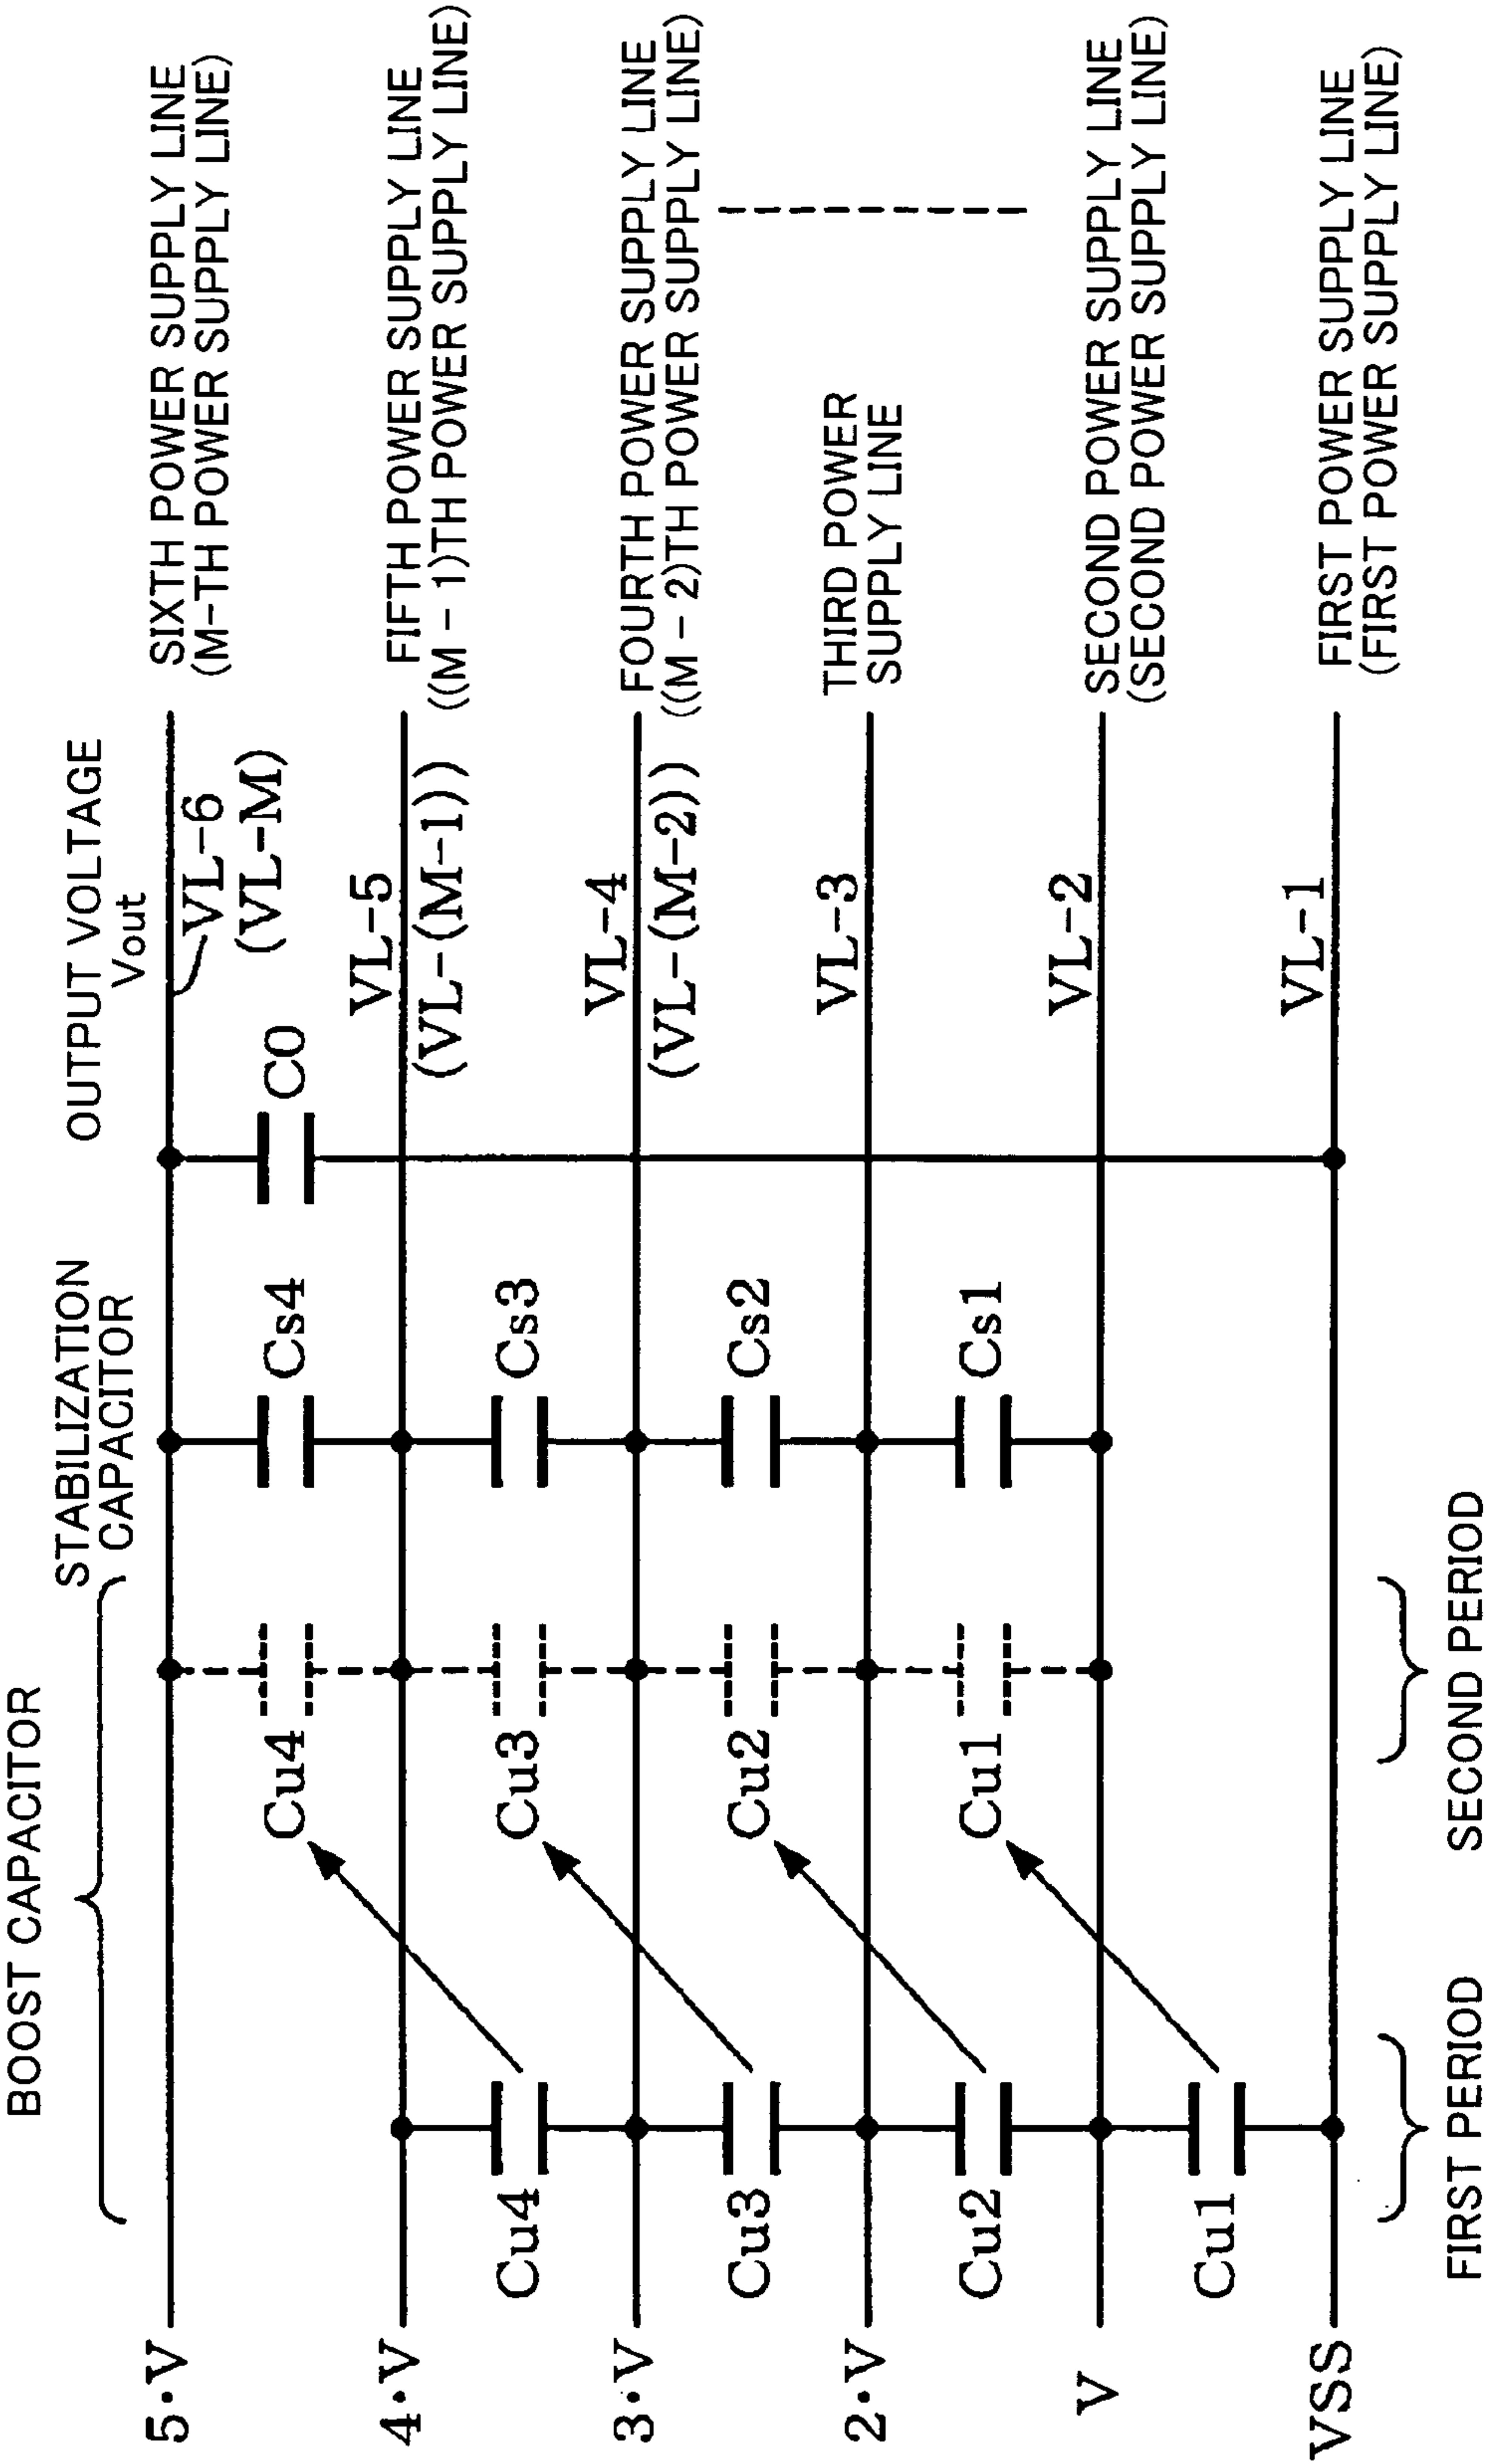 BOOST CAPACITOR
STABILIZATION
CAPACITOR
OUTPUT VOLTAGE
Vout
5·V
Cu4
Cs4
C0
VL-6
(VL-M)
SIXTH POWER SUPPLY LINE
(M-TH POWER SUPPLY LINE)
4·V
VL-5
(VL-(M-1))
FIFTH POWER SUPPLY LINE
((M - 1)TH POWER SUPPLY LINE)
Cu4
Cu3
Cs3
3·V
VL-4
(VL-(M-2))
FOURTH POWER SUPPLY LINE
((M - 2)TH POWER SUPPLY LINE)
Cu3
Cu2
Cs2
2·V
VL-3
THIRD POWER
SUPPLY LINE
Cu2
Cu1
Cs1
V
VL-2
SECOND POWER SUPPLY LINE
(SECOND POWER SUPPLY LINE)
Cu1
VSS
VL-1
FIRST POWER SUPPLY LINE
(FIRST POWER SUPPLY LINE)
FIRST PERIOD
SECOND PERIOD